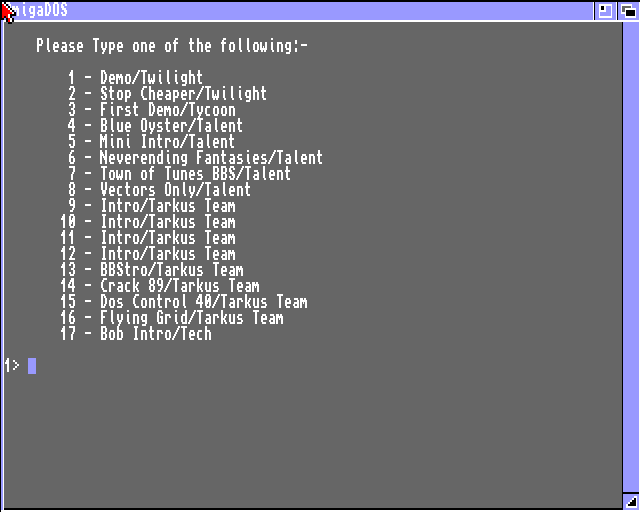 AmigaDOS
Please Type one of the following:-
1 - Demo/Twilight
2 - Stop Cheaper/Twilight
3 - First Demo/Tycoon
4 - Blue Oyster/Talent
5 - Mini Intro/Talent
6 - Neverending Fantasies/Talent
7 - Town of Tunes BBS/Talent
8 - Vectors Only/Talent
9 - Intro/Tarkus Team
10 - Intro/Tarkus Team
11 - Intro/Tarkus Team
12 - Intro/Tarkus Team
13 - BBStro/Tarkus Team
14 - Crack 89/Tarkus Team
15 - Dos Control 40/Tarkus Team
16 - Flying Grid/Tarkus Team
17 - Bob Intro/Tech
1>